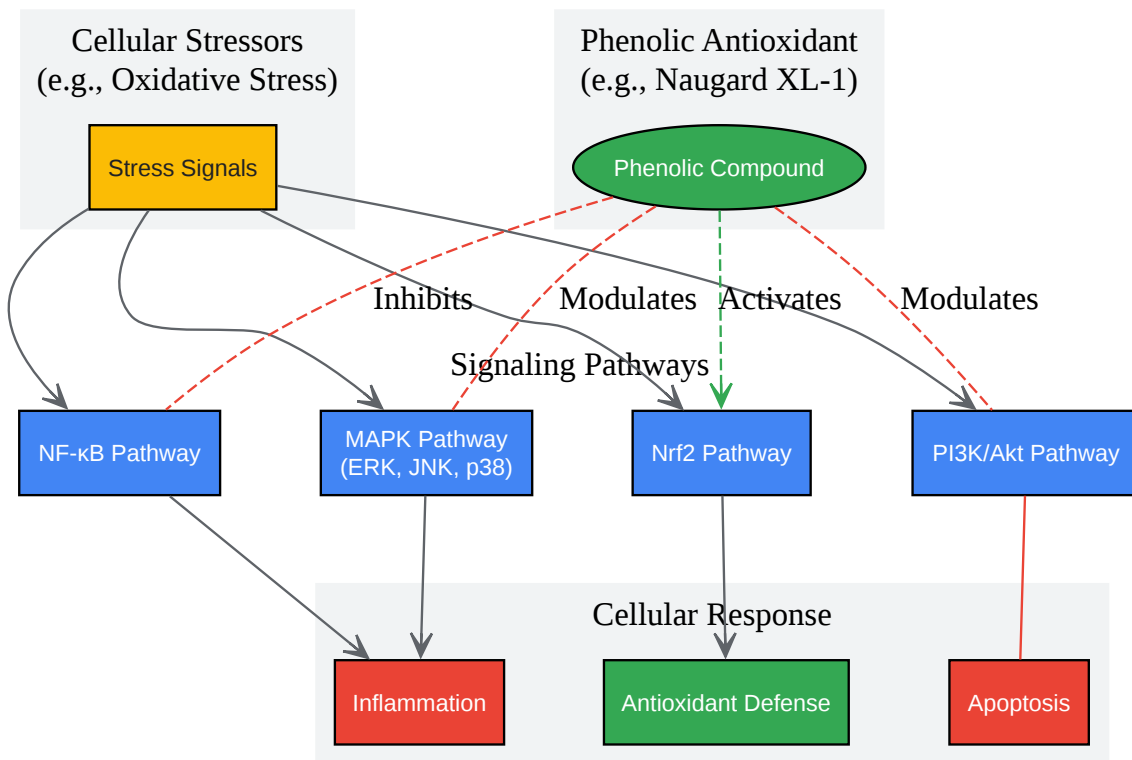 Cellular Stressors
(e.g., Oxidative Stress)
Phenolic Antioxidant
(e.g., Naugard XL-1)
Stress Signals
Phenolic Compound
Inhibits
Modulates
Activates
Modulates
Signaling Pathways
NF-κB Pathway
MAPK Pathway
(ERK, JNK, p38)
Nrf2 Pathway
PI3K/Akt Pathway
Cellular Response
Inflammation
Antioxidant Defense
Apoptosis